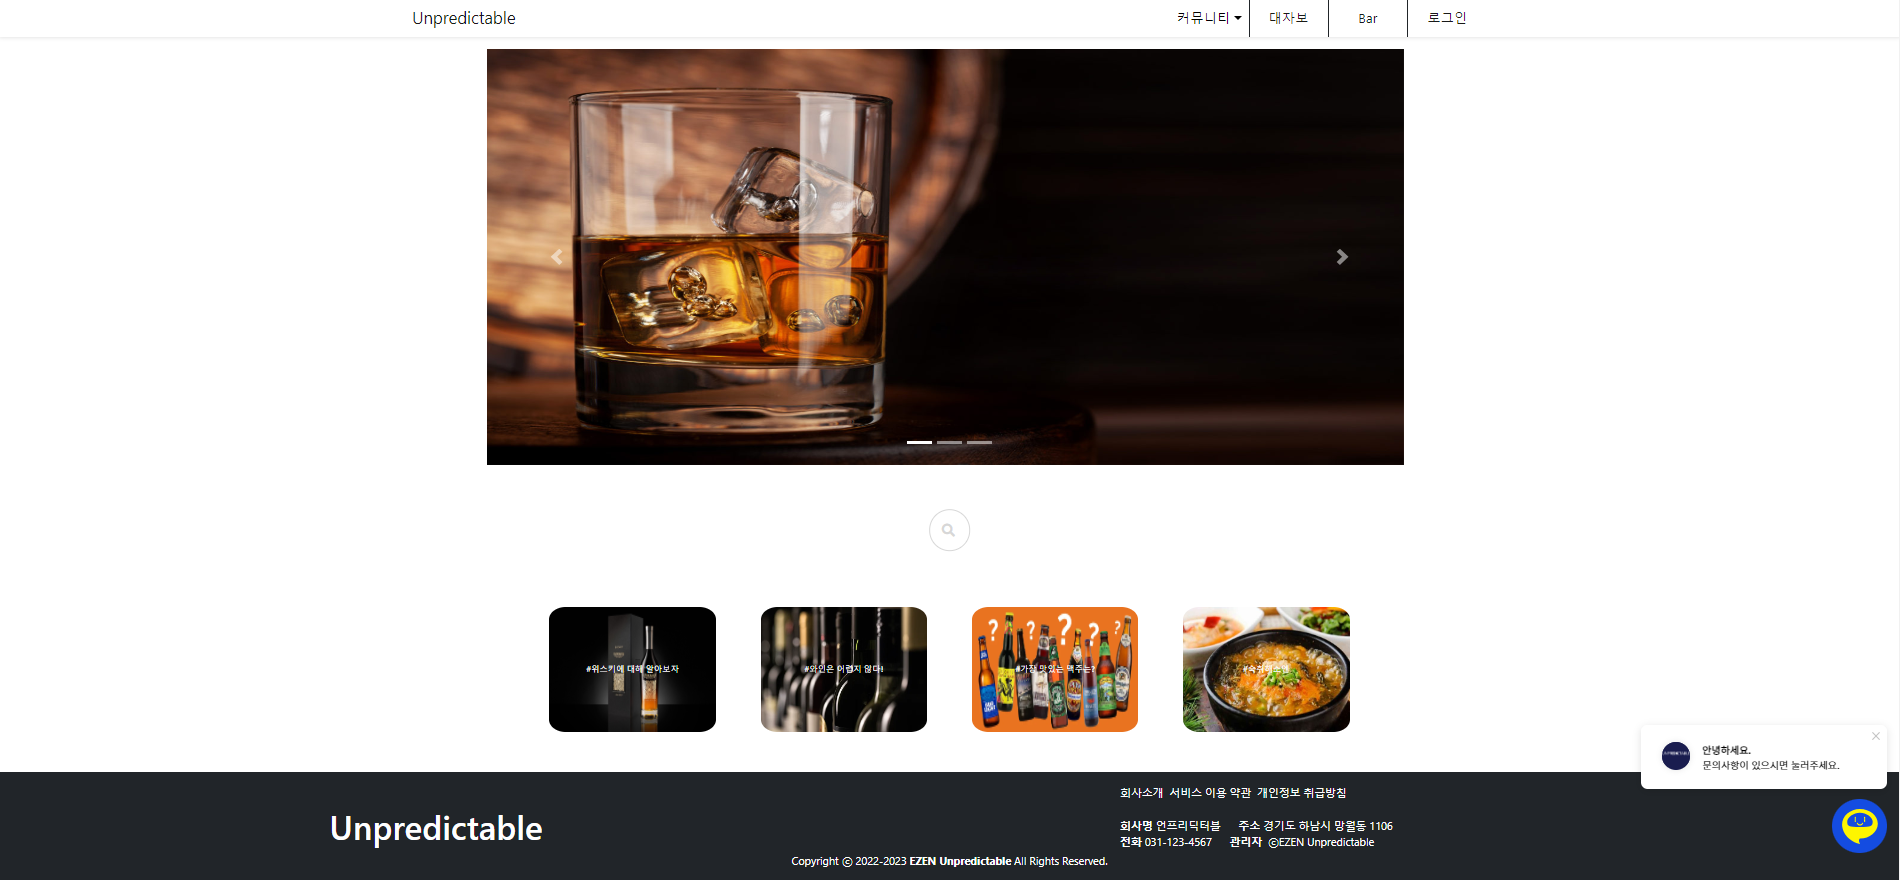 Unpredictable
커뮤니티
대자보
Bar
로그인
#위스키에 대해 알아보자
#와인은 어렵지 않다!
? ? ? ? ?
#가장 맛있는 맥주는?
안녕하세요.
문의사항이 있으시면 눌러주세요.
Unpredictable
회사소개 서비스 이용 약관 개인정보 취급방침
회사명 언프리딕터블 주소 경기도 하남시 망월동 1106
전화 031-123-4567 관리자 ©EZEN Unpredictable
Copyright © 2022-2023 EZEN Unpredictable All Rights Reserved.